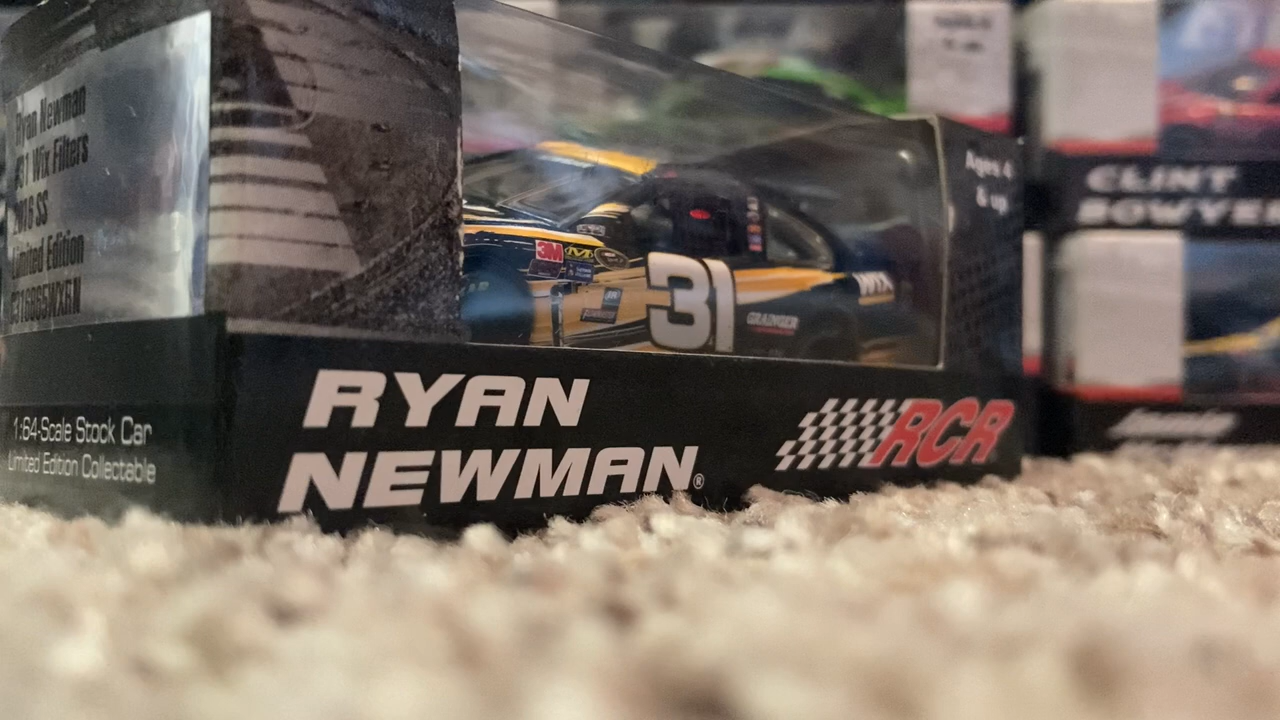 Ryan Newman
#31 Wix Filters
2016 SS
Limited Edition
1:64-Scale Stock Car
Limited Edition Collectable
RYAN
NEWMAN®
RCR
3M
M
31
GRAINGER
WIX
Ages 4
& up
CLINT
BOWYER